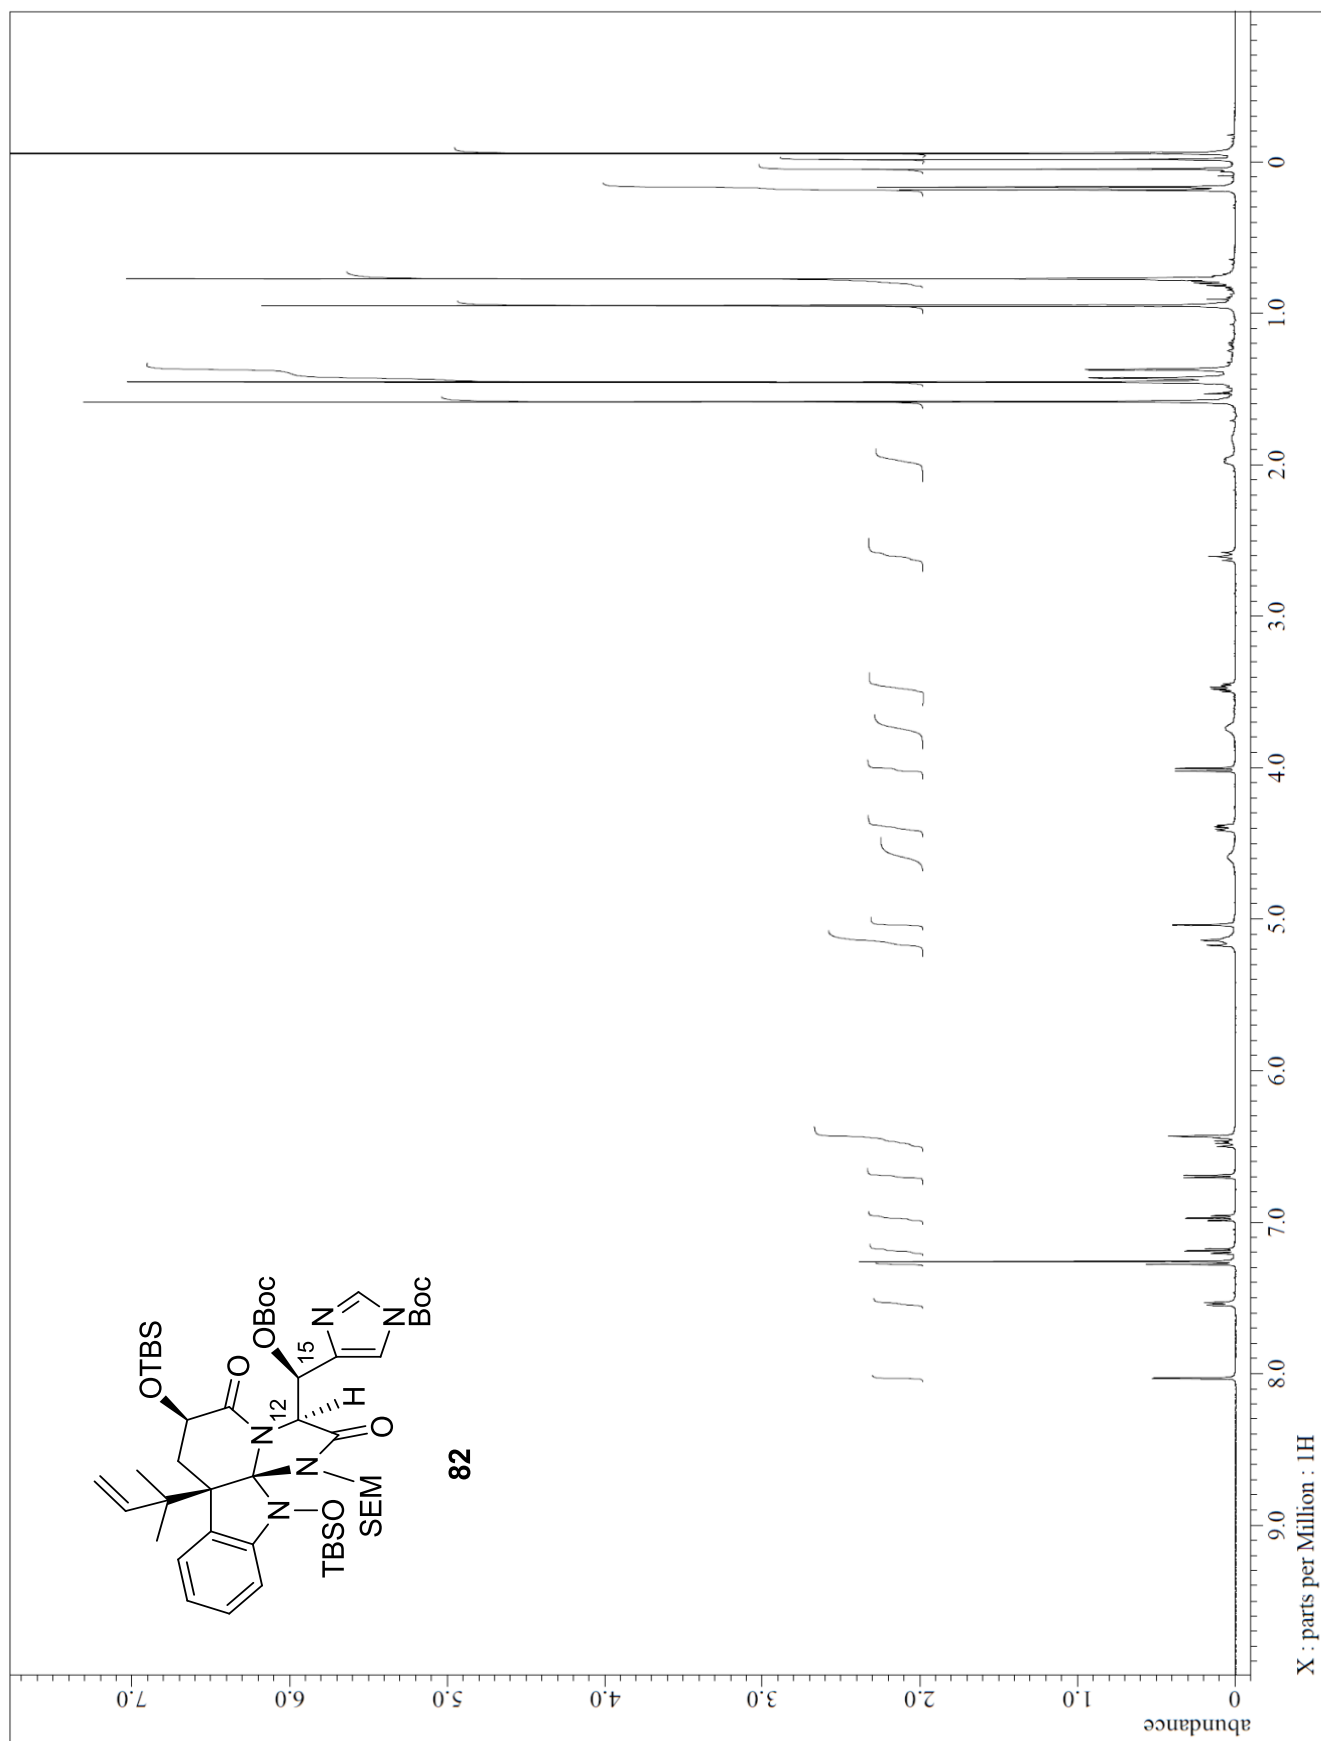 OTBS
O
OBoc
15
N
N
Boc
12
N
H
O
N
N
SEM
TBSO
82
abundance
0 1.0 2.0 3.0 4.0 5.0 6.0 7.0
9.0 8.0 7.0 6.0 5.0 4.0 3.0 2.0 1.0 0
X : parts per Million : 1H